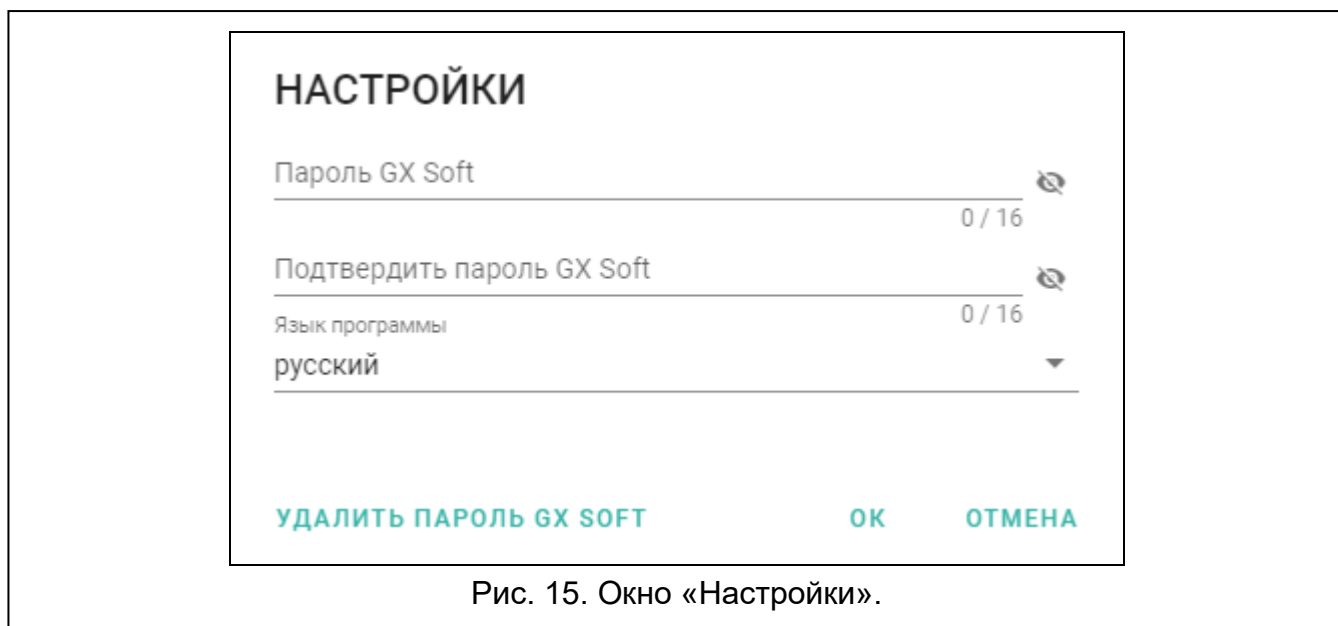 НАСТРОЙКИ
Пароль GX Soft
0 / 16
Подтвердить пароль GX Soft
0 / 16
Язык программы
русский
УДАЛИТЬ ПАРОЛЬ GX SOFT ОК ОТМЕНА
Рис. 15. Окно «Настройки».